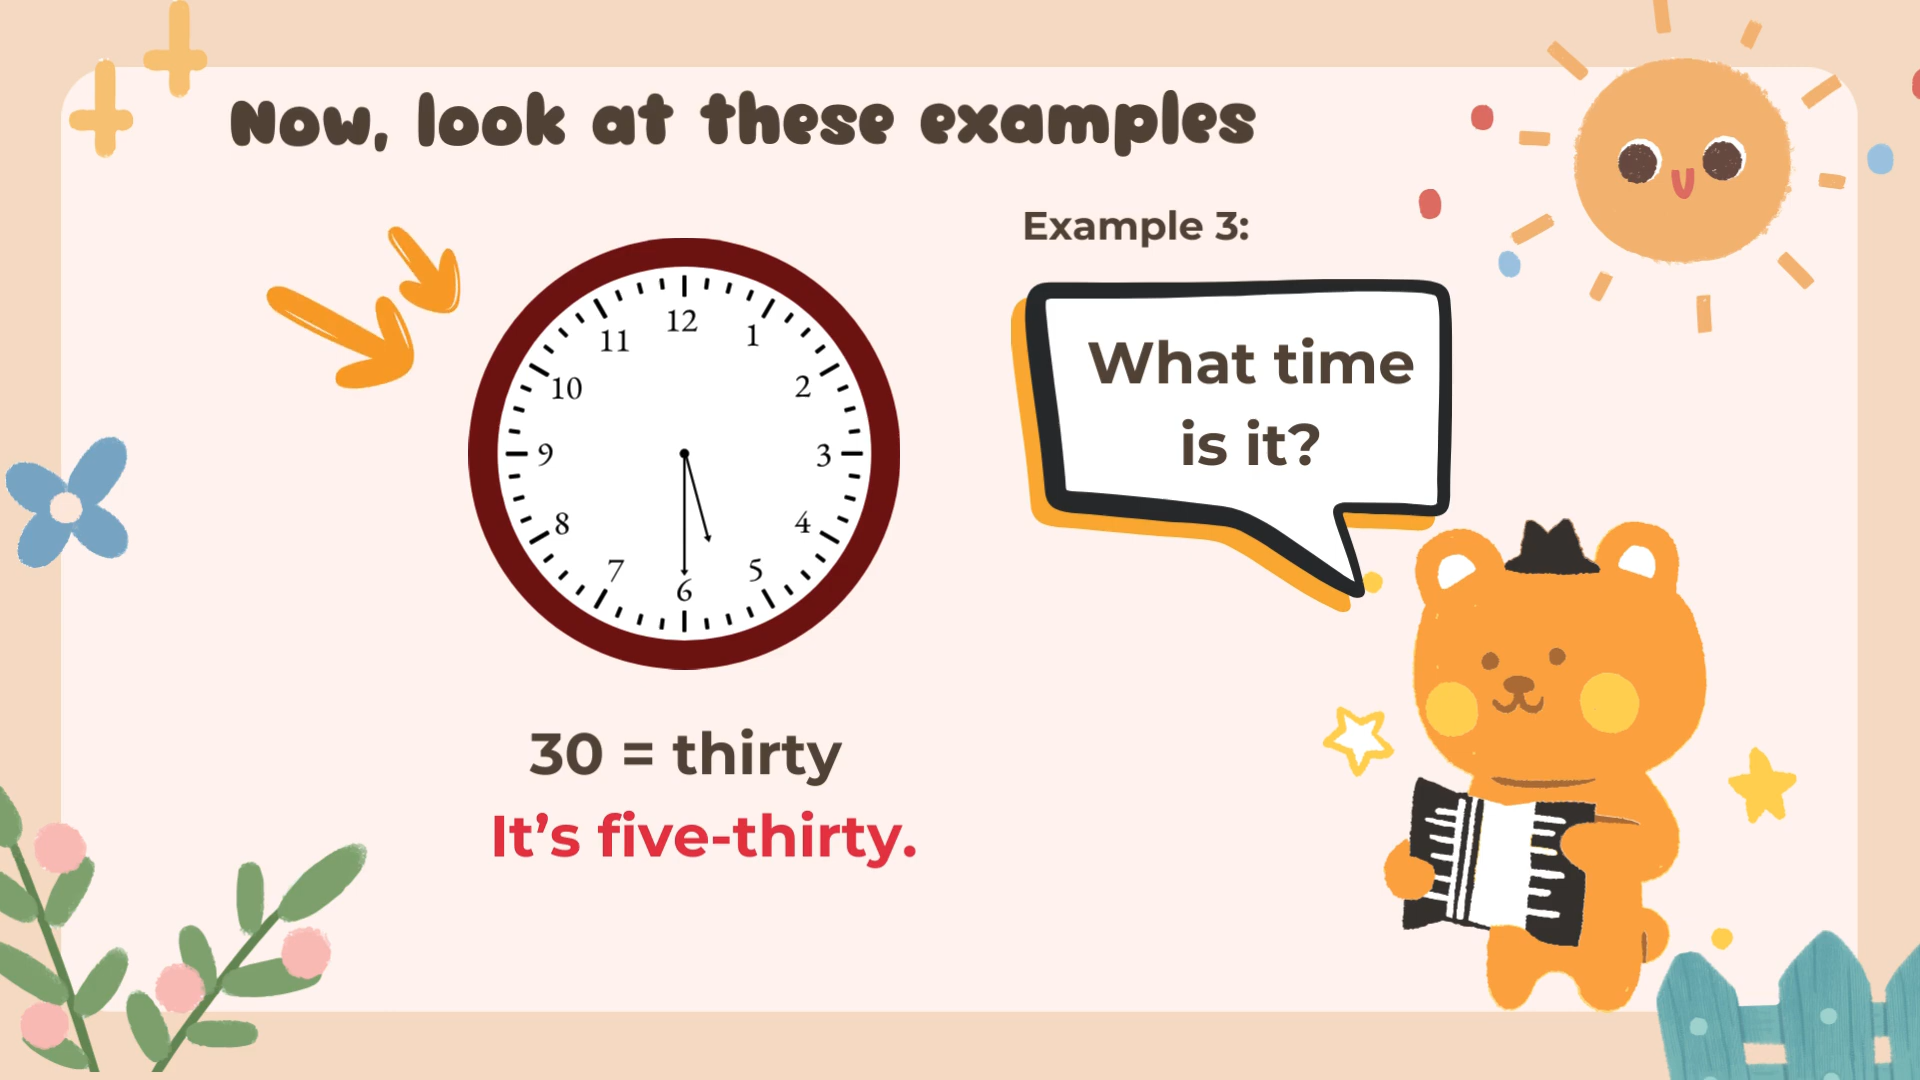 Now, look at these examples
Example 3:
What time
is it?
12
11
1
10
2
9
3
8
4
7
5
6
30 = thirty
It's five-thirty.